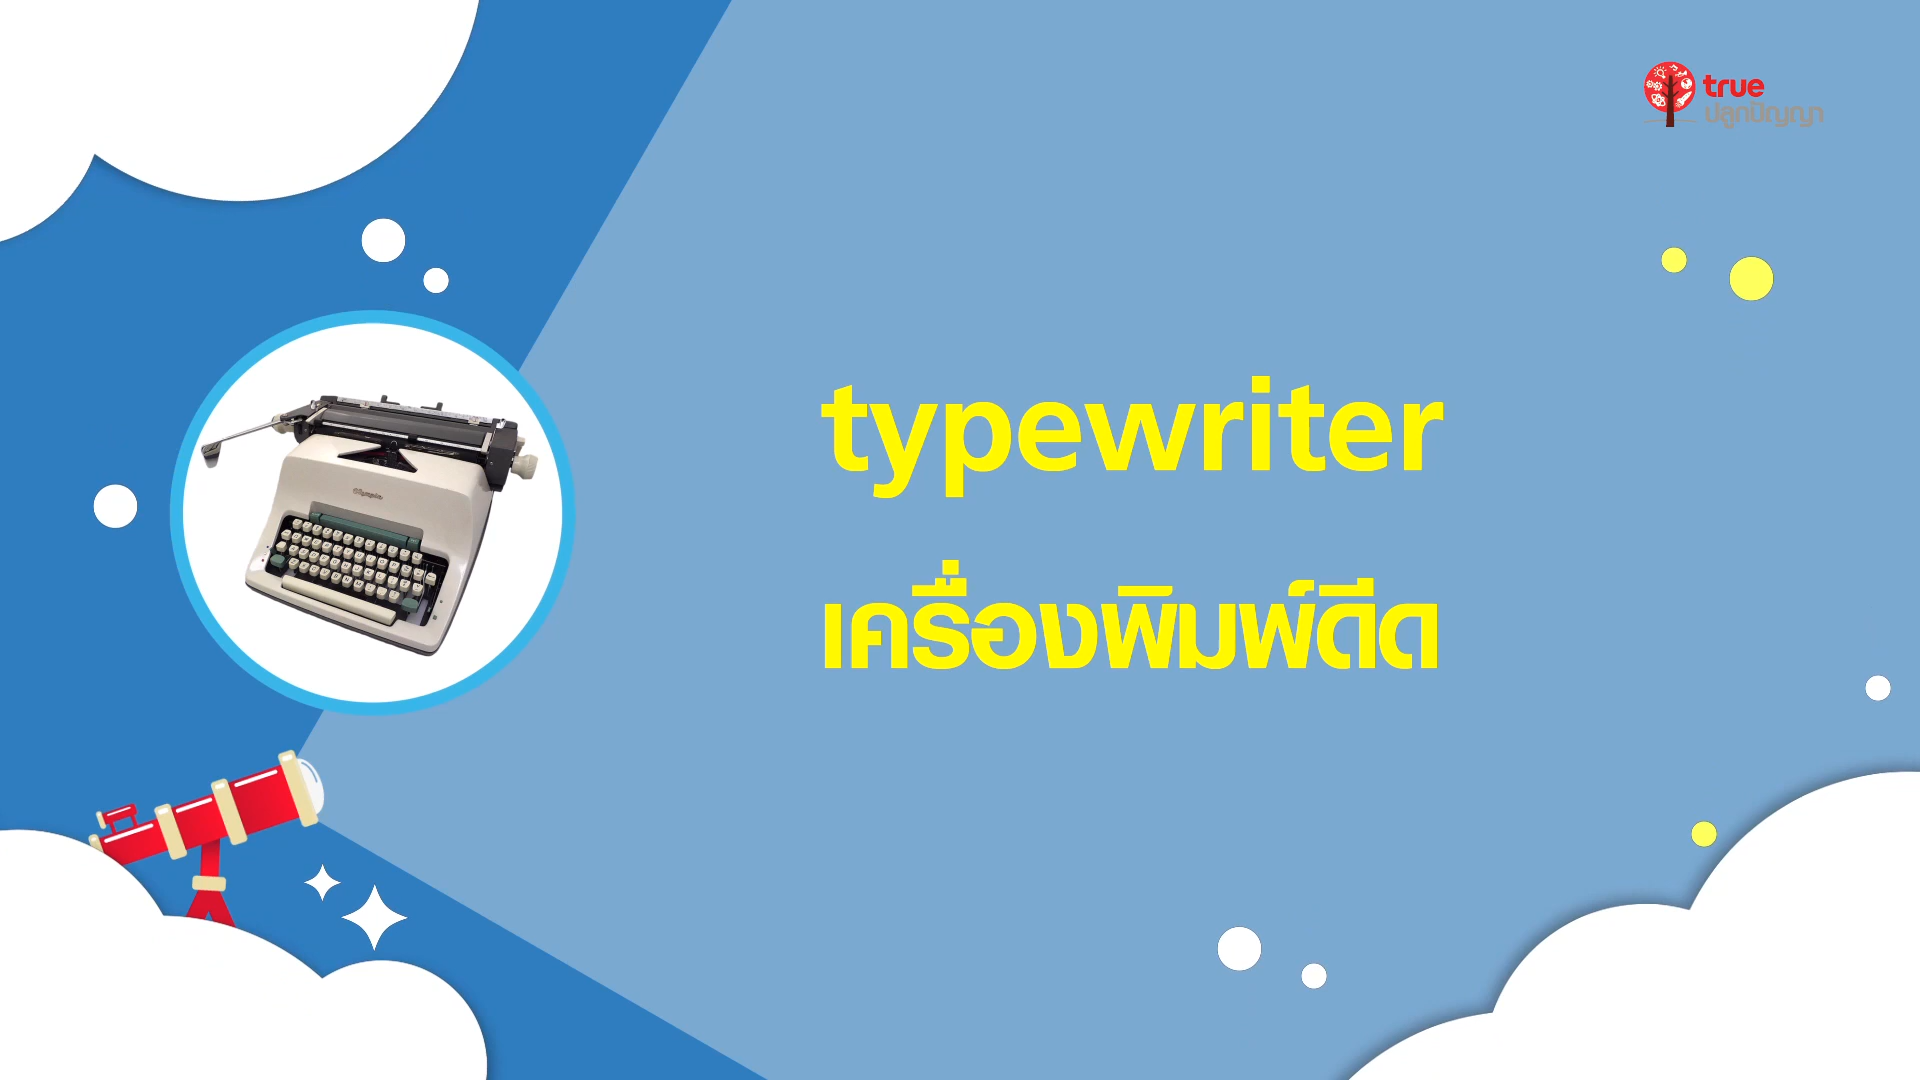 true
ปลูกปัญญา
Olympia
typewriter
เครื่องพิมพ์ดีด